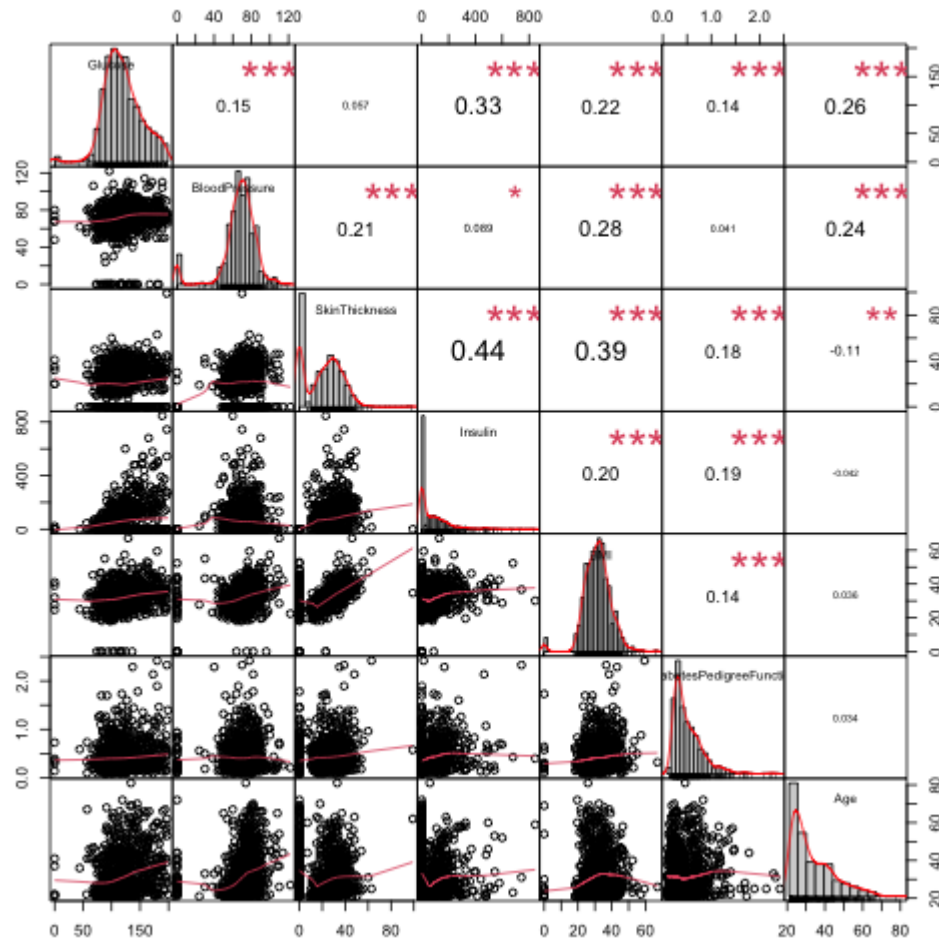 0 40 80 120 0 400 800 0.0 1.0 2.0
Glucose *** *** *** *** ***
0.15 0.057 0.33 0.22 0.14 0.26
0 50 150
BloodPressure *** * *** ***
0.21 0.089 0.28 0.041 0.24
0 40 80 120
SkinThickness *** *** *** **
0.44 0.39 0.18 -0.11
0 40 80
Insulin *** ***
0.20 0.19 -0.042
0 400 800
***
0.14 0.036
0 20 40 60
abetesPedigreeFuncti
0.034
0.0 1.0 2.0
Age
20 40 60 80
0 150 0 40 80 0 20 40 60 20 40 60 80